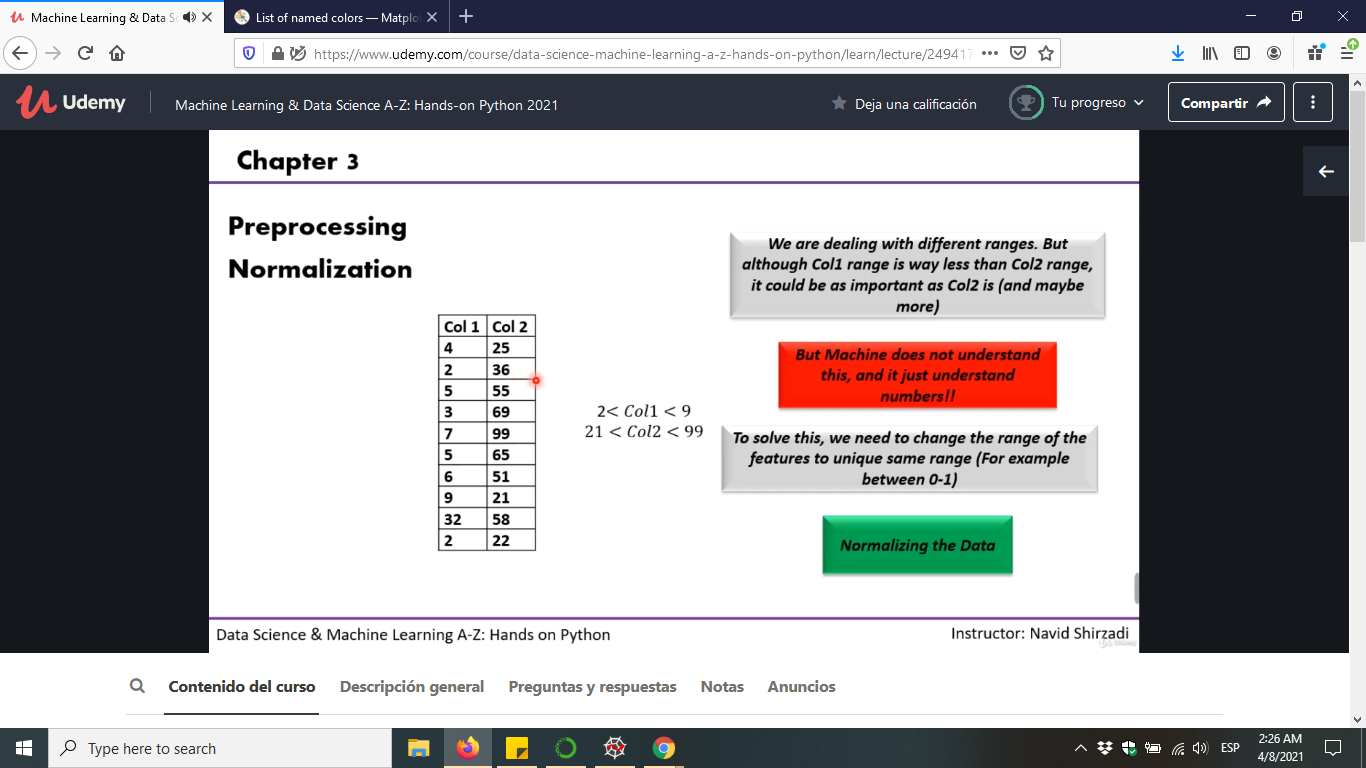 Machine Learning & Data Sc
List of named colors — Matplo
https://www.udemy.com/course/data-science-machine-learning-a-z-hands-on-python/learn/lecture/249417
Udemy
Machine Learning & Data Science A-Z: Hands-on Python 2021
Deja una calificación
Tu progreso
Compartir
Chapter 3
Preprocessing
Normalization
Col 1 Col 2
4 25
2 36
5 55
3 69
7 99
5 65
6 51
9 21
32 58
2 22
2< Col1 < 9
21 < Col2 < 99
We are dealing with different ranges. But
although Col1 range is way less than Col2 range,
it could be as important as Col2 is (and maybe
more)
But Machine does not understand
this, and it just understand
numbers!!
To solve this, we need to change the range of the
features to unique same range (For example
between 0-1)
Normalizing the Data
Data Science & Machine Learning A-Z: Hands on Python
Instructor: Navid Shirzadi
Udemy
Contenido del curso
Descripción general
Preguntas y respuestas
Notas
Anuncios
Type here to search
ESP
2:26 AM
4/8/2021